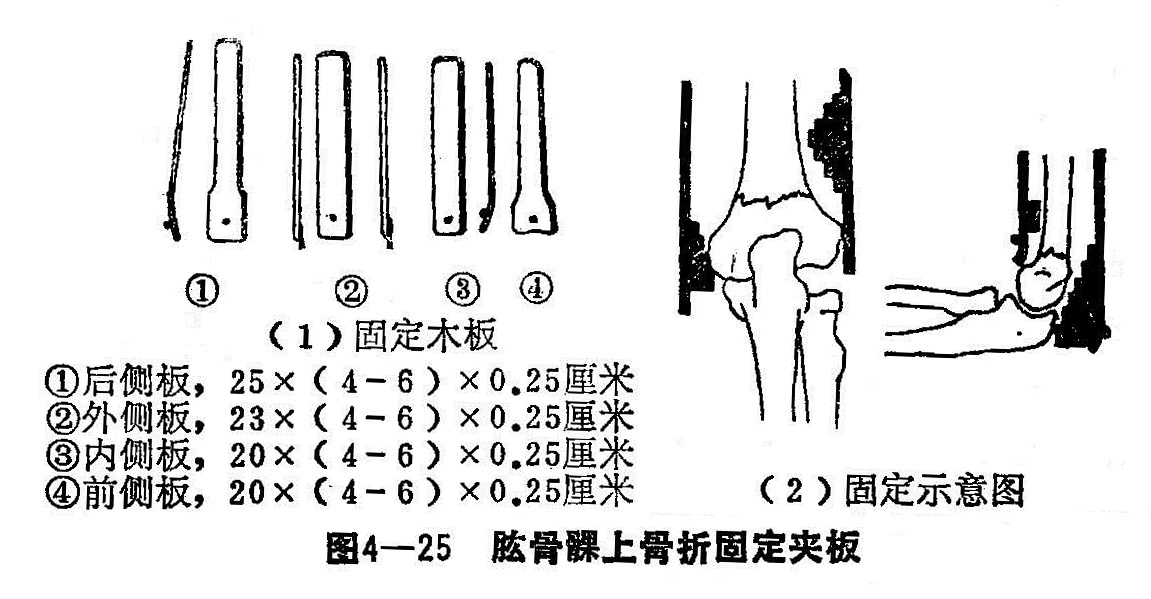 ① ② ③ ④
(1)固定木板
①后侧板，25×(4-6)×0.25厘米
②外侧板，23×(4-6)×0.25厘米
③内侧板，20×(4-6)×0.25厘米
④前侧板，20×(4-6)×0.25厘米
(2)固定示意图
图4—25 肱骨髁上骨折固定夹板